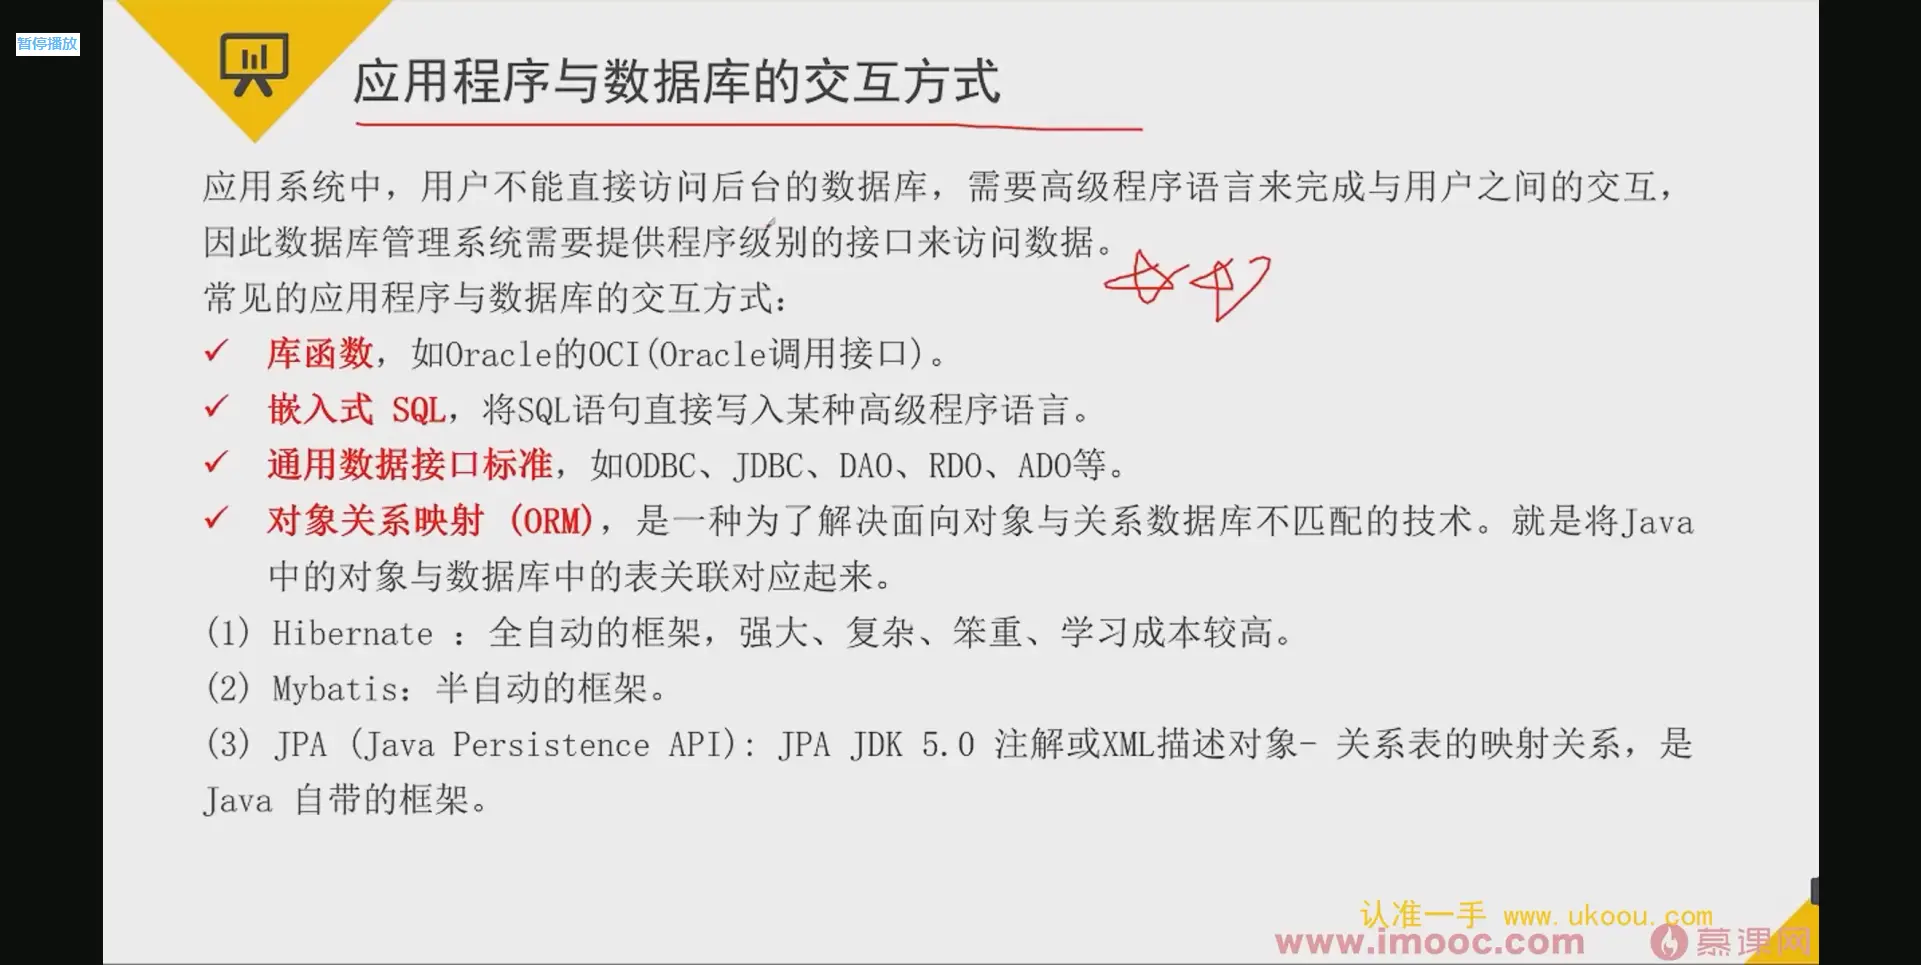 暂停播放
应用程序与数据库的交互方式
应用系统中，用户不能直接访问后台的数据库，需要高级程序语言来完成与用户之间的交互，
因此数据库管理系统需要提供程序级别的接口来访问数据。
常见的应用程序与数据库的交互方式：
✓ 库函数，如Oracle的OCI(Oracle调用接口)。
✓ 嵌入式 SQL，将SQL语句直接写入某种高级程序语言。
✓ 通用数据接口标准，如ODBC、JDBC、DAO、RDO、ADO等。
✓ 对象关系映射 (ORM)，是一种为了解决面向对象与关系数据库不匹配的技术。就是将Java
中的对象与数据库中的表关联对应起来。
(1) Hibernate ：全自动的框架，强大、复杂、笨重、学习成本较高。
(2) Mybatis：半自动的框架。
(3) JPA (Java Persistence API)：JPA JDK 5.0 注解或XML描述对象- 关系表的映射关系，是
Java 自带的框架。
认准一手 www.ukoou.com
www.imooc.com 慕课网